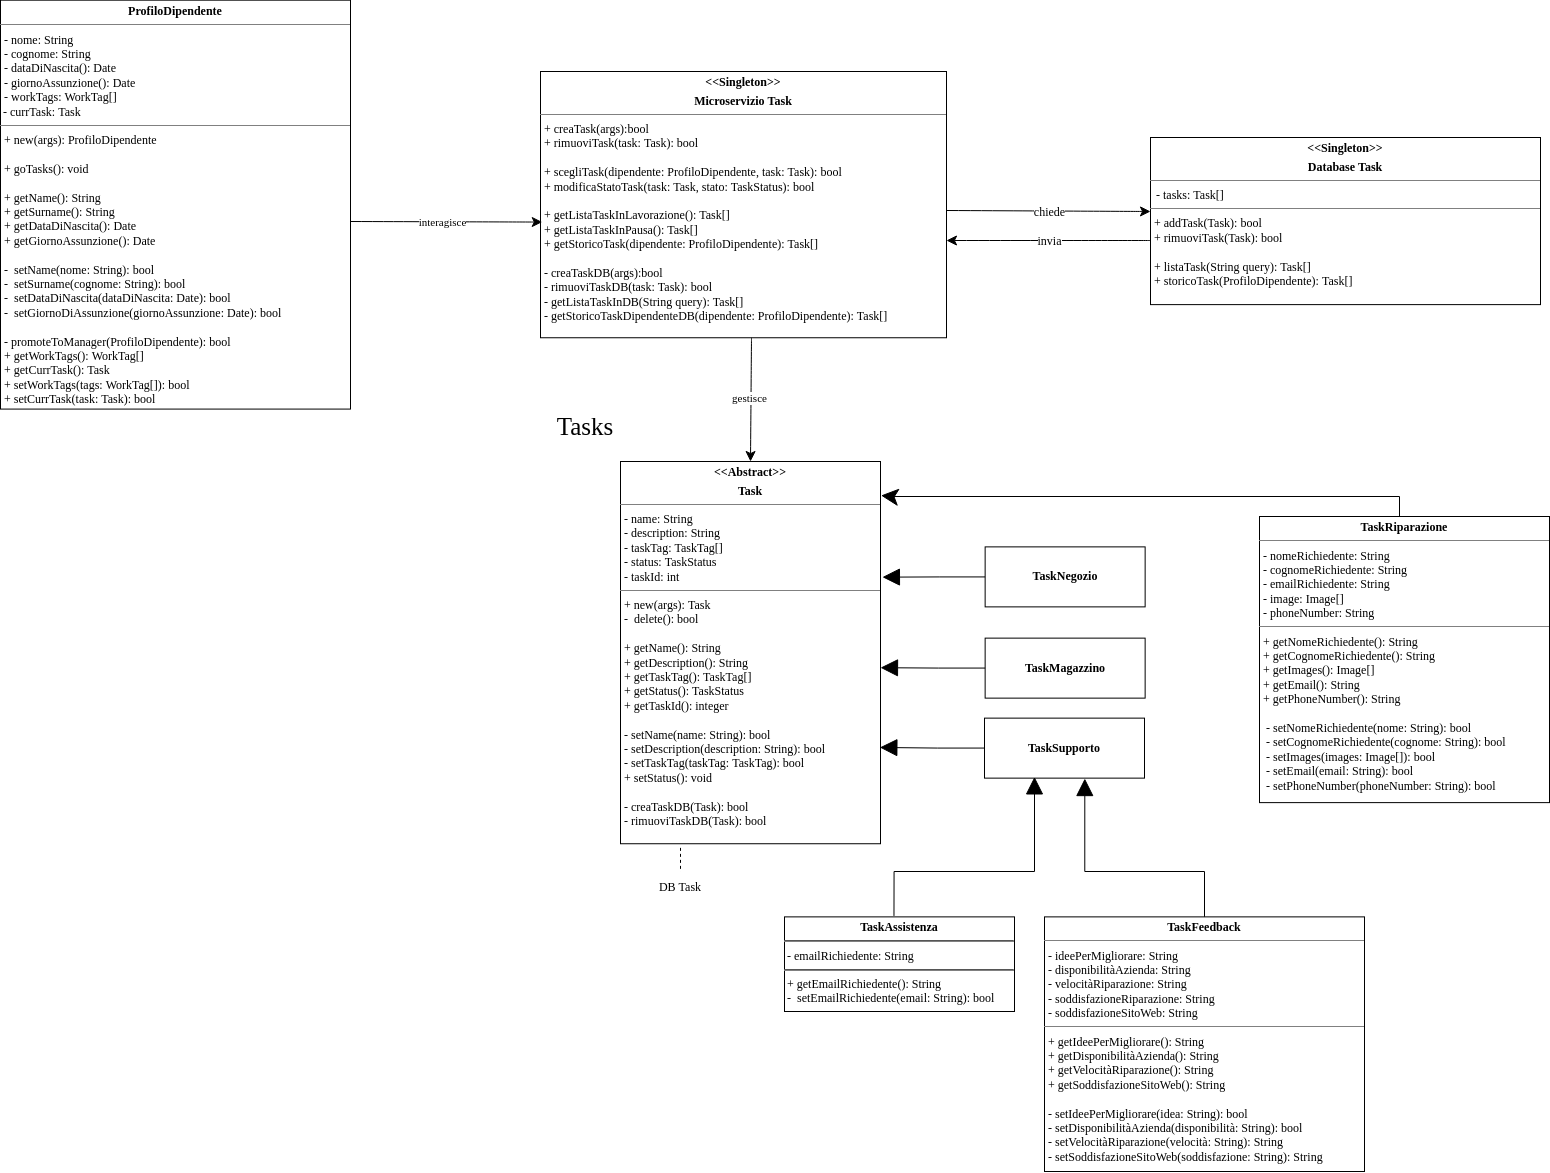 ProfiloDipendente
- nome: String
- cognome: String
- dataDiNascita(): Date
- giornoAssunzione(): Date
- workTags: WorkTag[]
- currTask: Task
+ new(args): ProfiloDipendente
+ goTasks(): void
+ getName(): String
+ getSurname(): String
+ getDataDiNascita(): Date
+ getGiornoAssunzione(): Date
-  setName(nome: String): bool
-  setSurname(cognome: String): bool
-  setDataDiNascita(dataDiNascita: Date): bool
-  setGiornoDiAssunzione(giornoAssunzione: Date): bool
- promoteToManager(ProfiloDipendente): bool
+ getWorkTags(): WorkTag[]
+ getCurrTask(): Task
+ setWorkTags(tags: WorkTag[]): bool
+ setCurrTask(task: Task): bool
interagisce
<<Singleton>>
Microservizio Task
+ creaTask(args):bool
+ rimuoviTask(task: Task): bool
+ scegliTask(dipendente: ProfiloDipendente, task: Task): bool
+ modificaStatoTask(task: Task, stato: TaskStatus): bool
+ getListaTaskInLavorazione(): Task[]
+ getListaTaskInPausa(): Task[]
+ getStoricoTask(dipendente: ProfiloDipendente): Task[]
- creaTaskDB(args):bool
- rimuoviTaskDB(task: Task): bool
- getListaTaskInDB(String query): Task[]
- getStoricoTaskDipendenteDB(dipendente: ProfiloDipendente): Task[]
chiede
invia
<<Singleton>>
Database Task
- tasks: Task[]
+ addTask(Task): bool
+ rimuoviTask(Task): bool
+ listaTask(String query): Task[]
+ storicoTask(ProfiloDipendente): Task[]
gestisce
Tasks
<<Abstract>>
Task
- name: String
- description: String
- taskTag: TaskTag[]
- status: TaskStatus
- taskId: int
+ new(args): Task
-  delete(): bool
+ getName(): String
+ getDescription(): String
+ getTaskTag(): TaskTag[]
+ getStatus(): TaskStatus
+ getTaskId(): integer
- setName(name: String): bool
- setDescription(description: String): bool
- setTaskTag(taskTag: TaskTag): bool
+ setStatus(): void
- creaTaskDB(Task): bool
- rimuoviTaskDB(Task): bool
DB Task
TaskNegozio
TaskMagazzino
TaskSupporto
TaskRiparazione
- nomeRichiedente: String
- cognomeRichiedente: String
- emailRichiedente: String
- image: Image[]
- phoneNumber: String
+ getNomeRichiedente(): String
+ getCognomeRichiedente(): String
+ getImages(): Image[]
+ getEmail(): String
+ getPhoneNumber(): String
- setNomeRichiedente(nome: String): bool
- setCognomeRichiedente(cognome: String): bool
- setImages(images: Image[]): bool
- setEmail(email: String): bool
- setPhoneNumber(phoneNumber: String): bool
TaskAssistenza
- emailRichiedente: String
+ getEmailRichiedente(): String
-  setEmailRichiedente(email: String): bool
TaskFeedback
- ideePerMigliorare: String
- disponibilitàAzienda: String
- velocitàRiparazione: String
- soddisfazioneRiparazione: String
- soddisfazioneSitoWeb: String
+ getIdeePerMigliorare(): String
+ getDisponibilitàAzienda(): String
+ getVelocitàRiparazione(): String
+ getSoddisfazioneSitoWeb(): String
- setIdeePerMigliorare(idea: String): bool
- setDisponibilitàAzienda(disponibilità: String): bool
- setVelocitàRiparazione(velocità: String): String
- setSoddisfazioneSitoWeb(soddisfazione: String): String